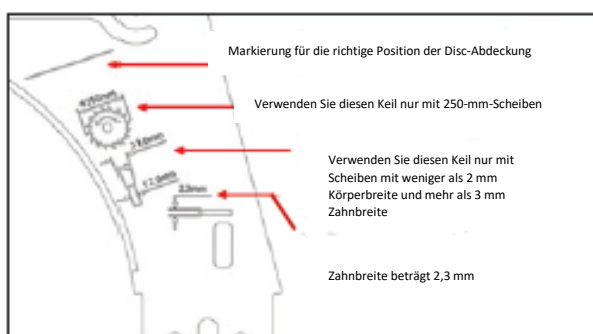 Markierung für die richtige Position der Disc-Abdeckung
Verwenden Sie diesen Keil nur mit 250-mm-Scheiben
Verwenden Sie diesen Keil nur mit
Scheiben mit weniger als 2 mm
Körperbreite und mehr als 3 mm
Zahnbreite
Zahnbreite beträgt 2,3 mm